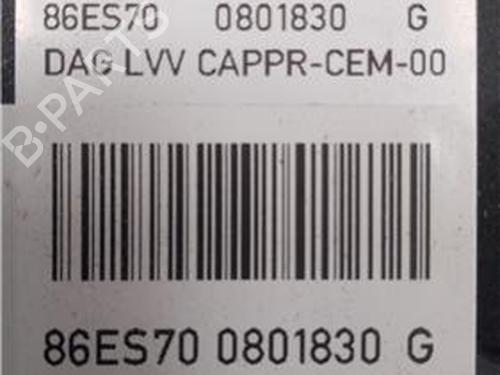 86ES70 0801830 G
DAG LVV CAPPR-CEM-00
B-PARTS
86ES70 0801830 G